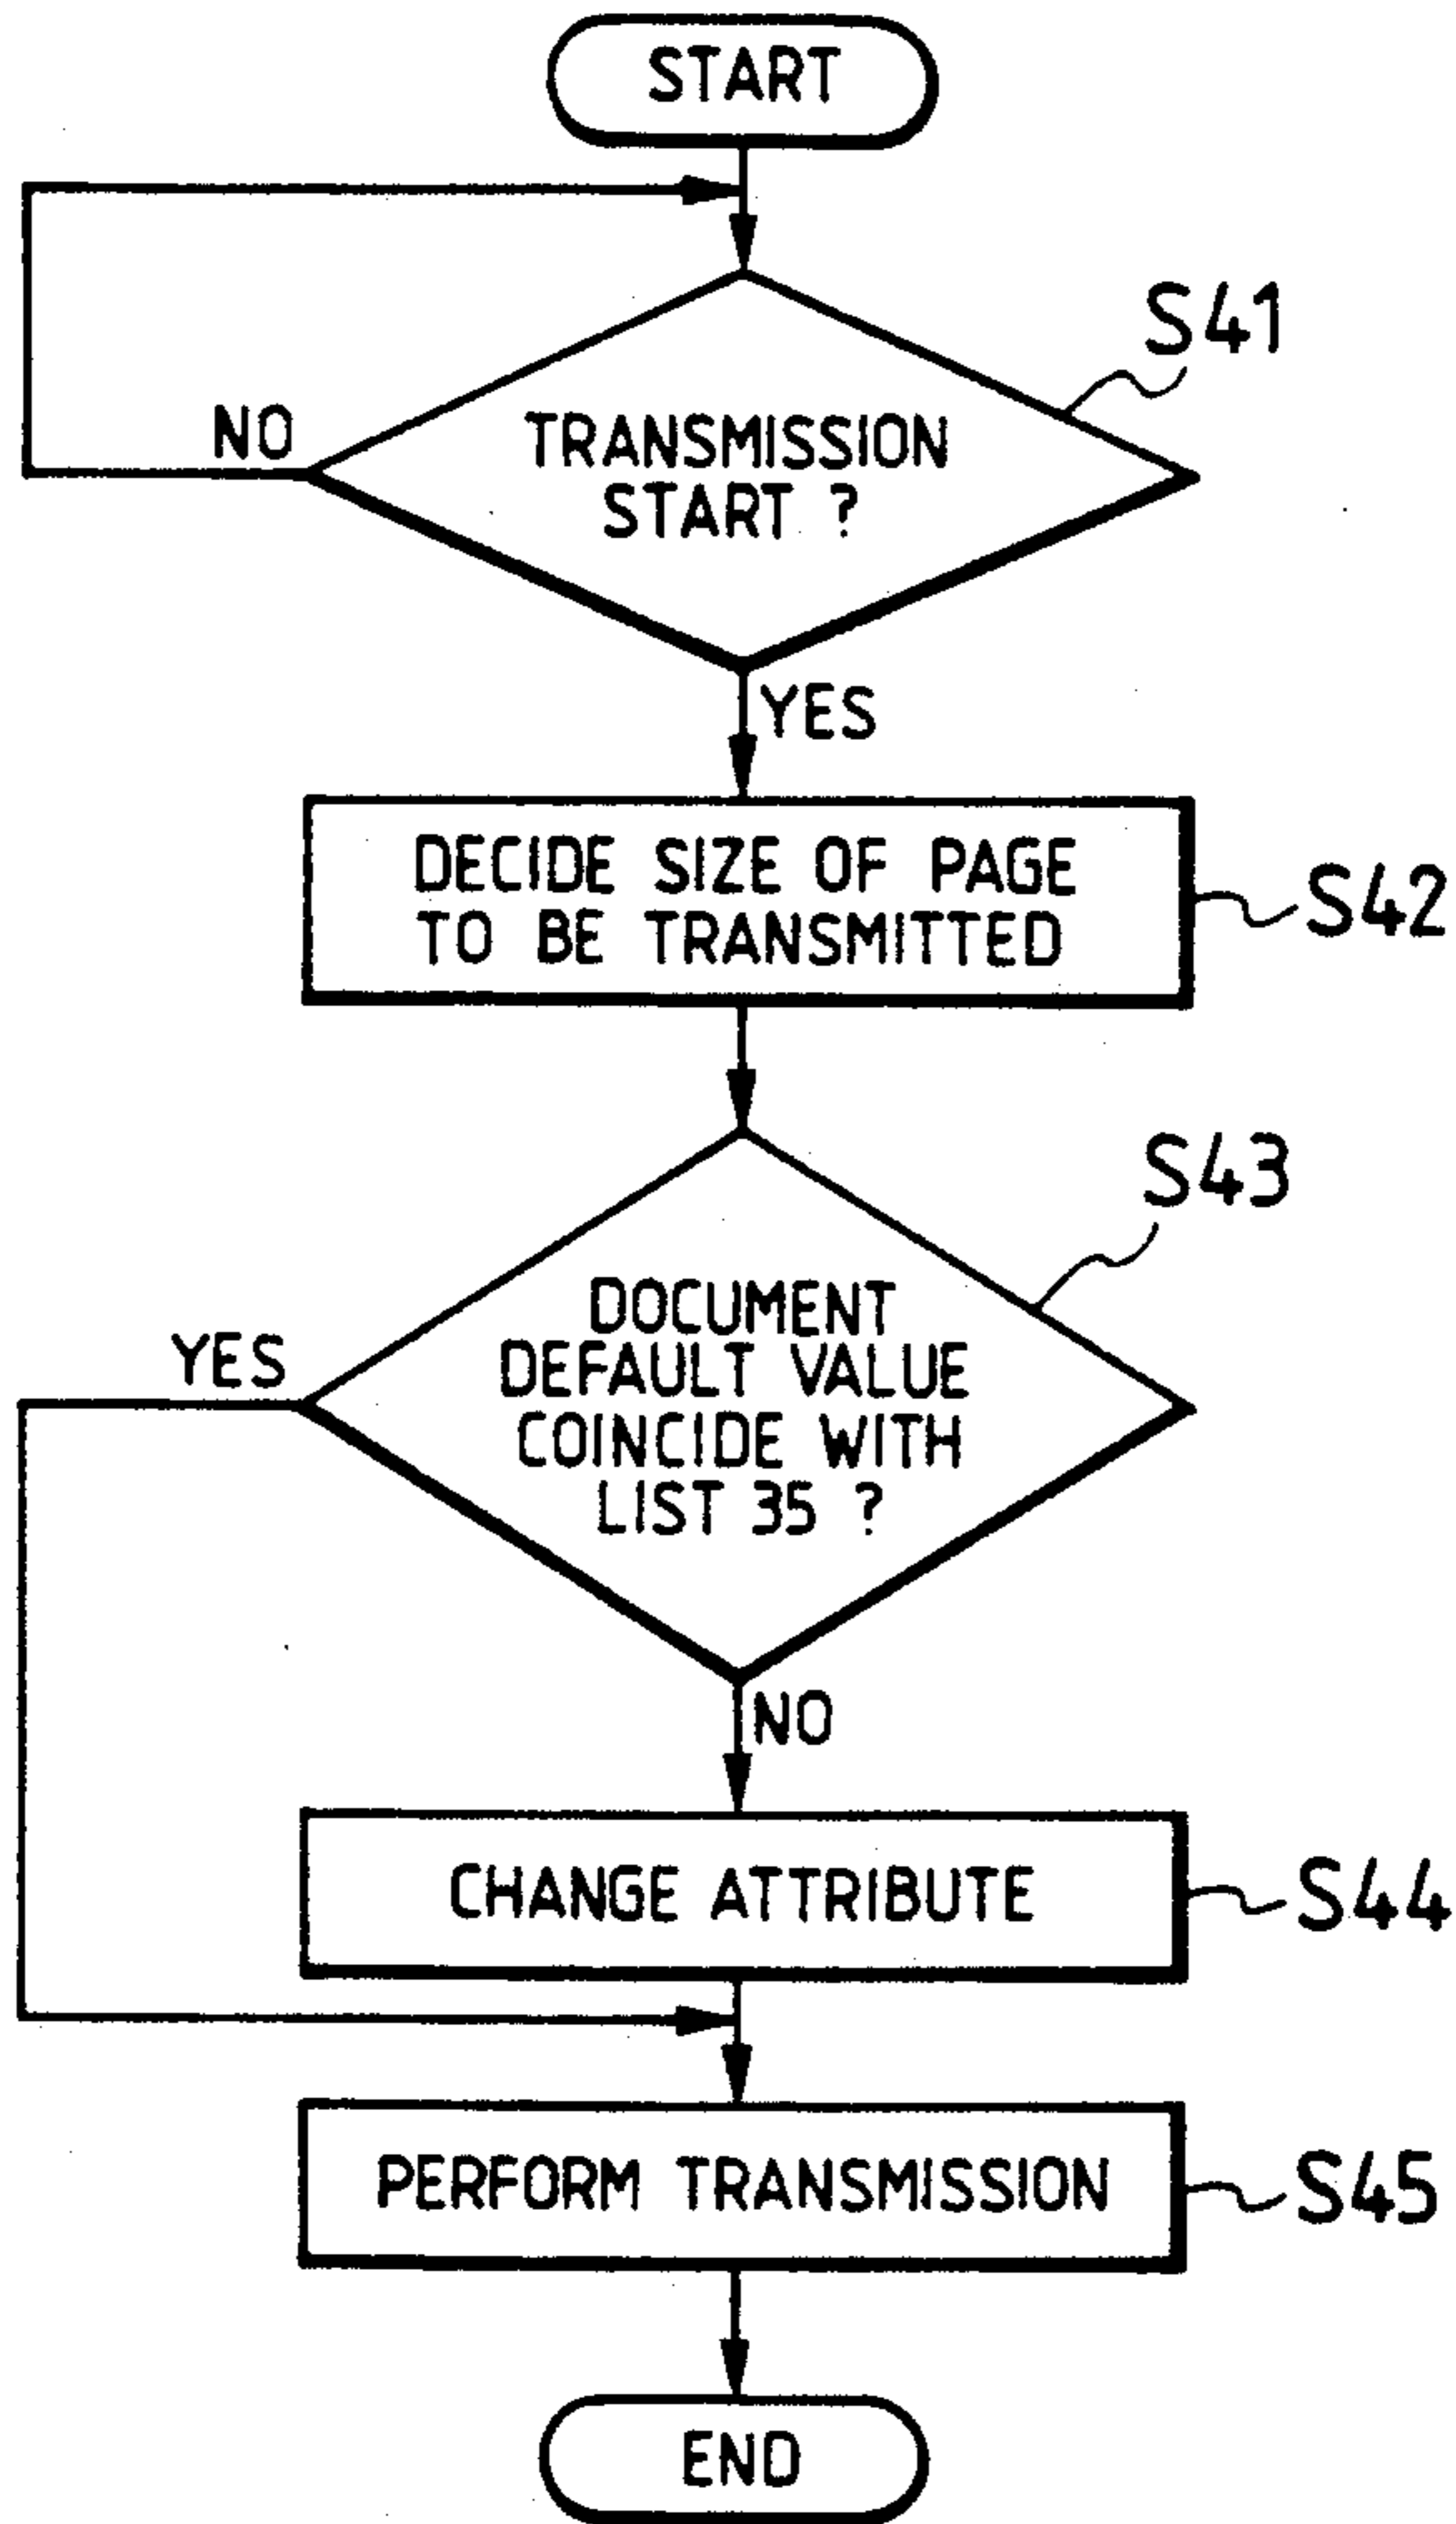 START
S41
NO
TRANSMISSION
START ?
YES
DECIDE SIZE OF PAGE
TO BE TRANSMITTED
S42
S43
YES
DOCUMENT
DEFAULT VALUE
COINCIDE WITH
LIST 35 ?
NO
CHANGE ATTRIBUTE
S44
PERFORM TRANSMISSION
S45
END